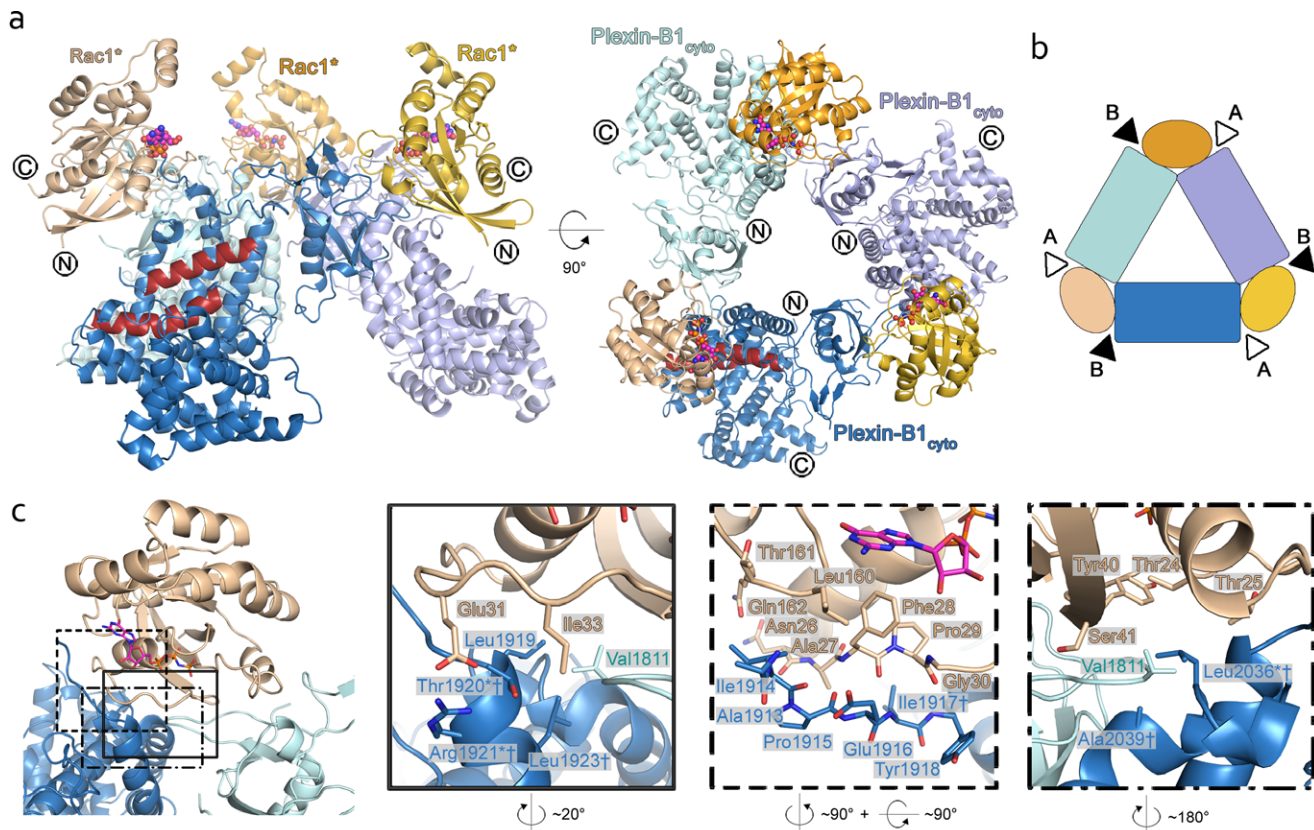 a
Rac1*
Rac1*
Rac1*
C
N
C
N
90°
Plexin-B1cyto
Plexin-B1cyto
C
C
N
N
N
Plexin-B1cyto
C
b
B
A
A
B
B
A
c
Glu31
Ile33
Leu1919
Val1811
Thr1920*†
Arg1921*†
Leu1923†
~20°
Thr161
Leu160
Gln162
Phe28
Asn26
Pro29
Ala27
Gly30
Ile1914
Ile1917†
Ala1913
Pro1915
Glu1916
Tyr1918
~90° + ~90°
Tyr40
Thr24
Thr25
Ser41
Val1811
Leu2036*†
Ala2039†
~180°